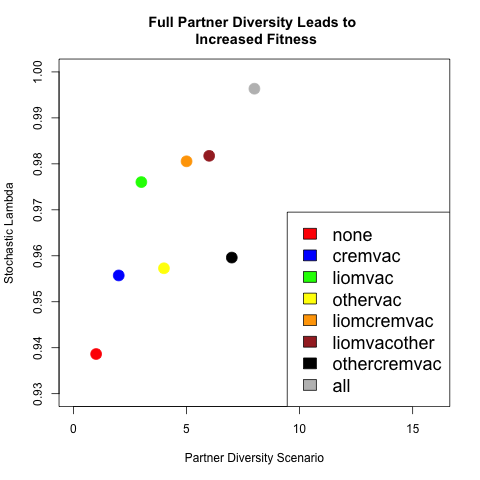 Full Partner Diversity Leads to
Increased Fitness
Stochastic Lambda
1.00
0.99
0.98
0.97
0.96
0.95
0.94
0.93
none
cremvac
liomvac
othervac
liomcremvac
liomvacother
othercremvac
all
0
5
10
15
Partner Diversity Scenario